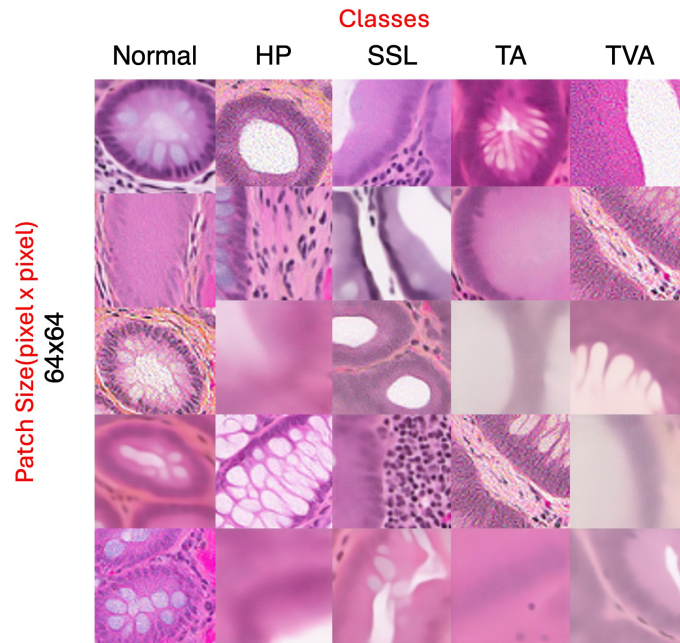 Classes
Normal HP SSL TA TVA
Patch Size(pixel x pixel)
64x64